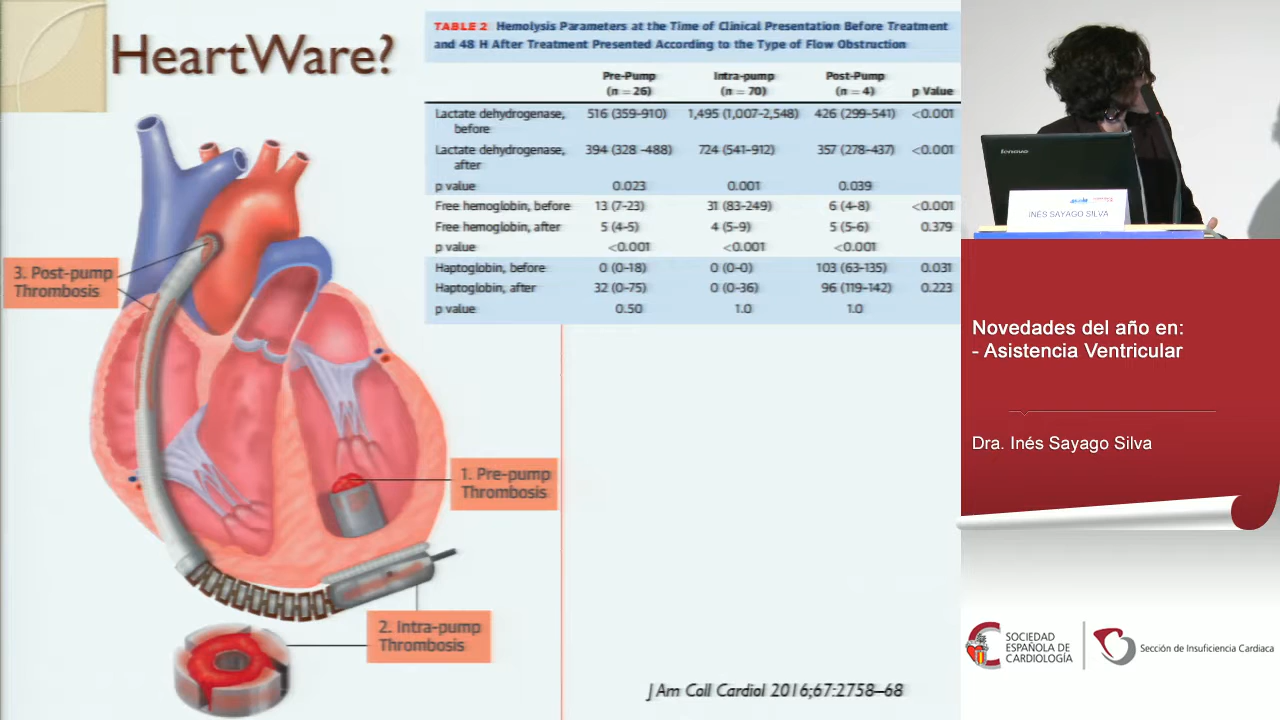 HeartWare?
TABLE 2 Hemolysis Parameters at the Time of Clinical Presentation Before Treatment
and 48 H After Treatment Presented According to the Type of Flow Obstruction
Pre-Pump Intra-pump Post-Pump
(n = 26) (n = 70) (n = 4) p Value
Lactate dehydrogenase, 516 (359-910) 1,495 (1,007-2,548) 426 (299-541) <0.001
before
Lactate dehydrogenase, 394 (328 -488) 724 (541-912) 357 (278-437) <0.001
after
p value 0.023 0.001 0.039
Free hemoglobin, before 13 (7-23) 31 (83-249) 6 (4-8) <0.001
Free hemoglobin, after 5 (4-5) 4 (5-9) 5 (5-6) 0.379
p value <0.001 <0.001 <0.001
Haptoglobin, before 0 (0-18) 0 (0-0) 103 (63-135) 0.031
Haptoglobin, after 32 (0-75) 0 (0-36) 96 (119-142) 0.223
p value 0.50 1.0 1.0
3. Post-pump
Thrombosis
1. Pre-pump
Thrombosis
2. Intra-pump
Thrombosis
J Am Coll Cardiol 2016;67:2758–68
lenovo
INÉS SAYAGO SILVA
Novedades del año en:
- Asistencia Ventricular
Dra. Inés Sayago Silva
SOCIEDAD
ESPAÑOLA DE
CARDIOLOGÍA
Sección de Insuficiencia Cardiaca